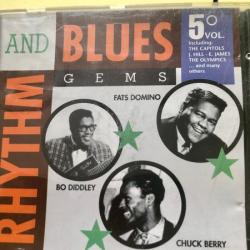 RHYTHM
AND BLUES
GEMS
5° VOL.
Including
THE CAPITOLS
J. HILL - E. JAMES
THE OLYMPICS
... and many
others
FATS DOMINO
BO DIDDLEY
CHUCK BERRY